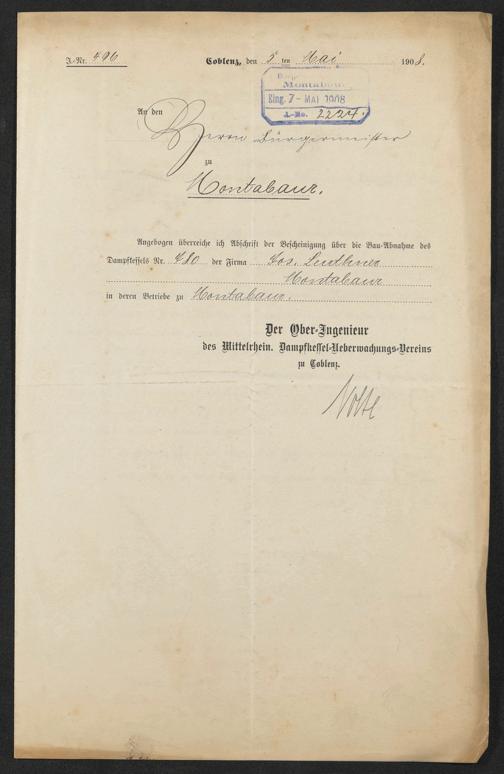 J.-Nr. 496
Coblenz, den 5 ten Mai 1908.
Montabaur
Eing. 7 - MAI 1908
J.-No. 2224.
An den
Herrn Bürgermeister
zu
Montabaur.
Angebogen überreiche ich Abschrift der Bescheinigung über die Bau-Abnahme des
Dampfkessels Nr. 480 der Firma Jos.
Montabaur
in deren Betriebe zu Montabaur.
Der Ober-Ingenieur
des Mittelrhein. Dampfkessel-Ueberwachungs-Vereins
zu Coblenz.